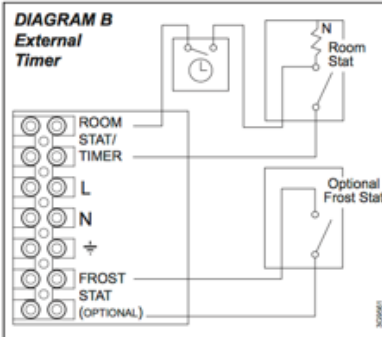 DIAGRAM B
External
Timer
N
Room
Stat
ROOM
STAT/
TIMER
L
N
Optional
Frost Stat
FROST
STAT
(OPTIONAL)